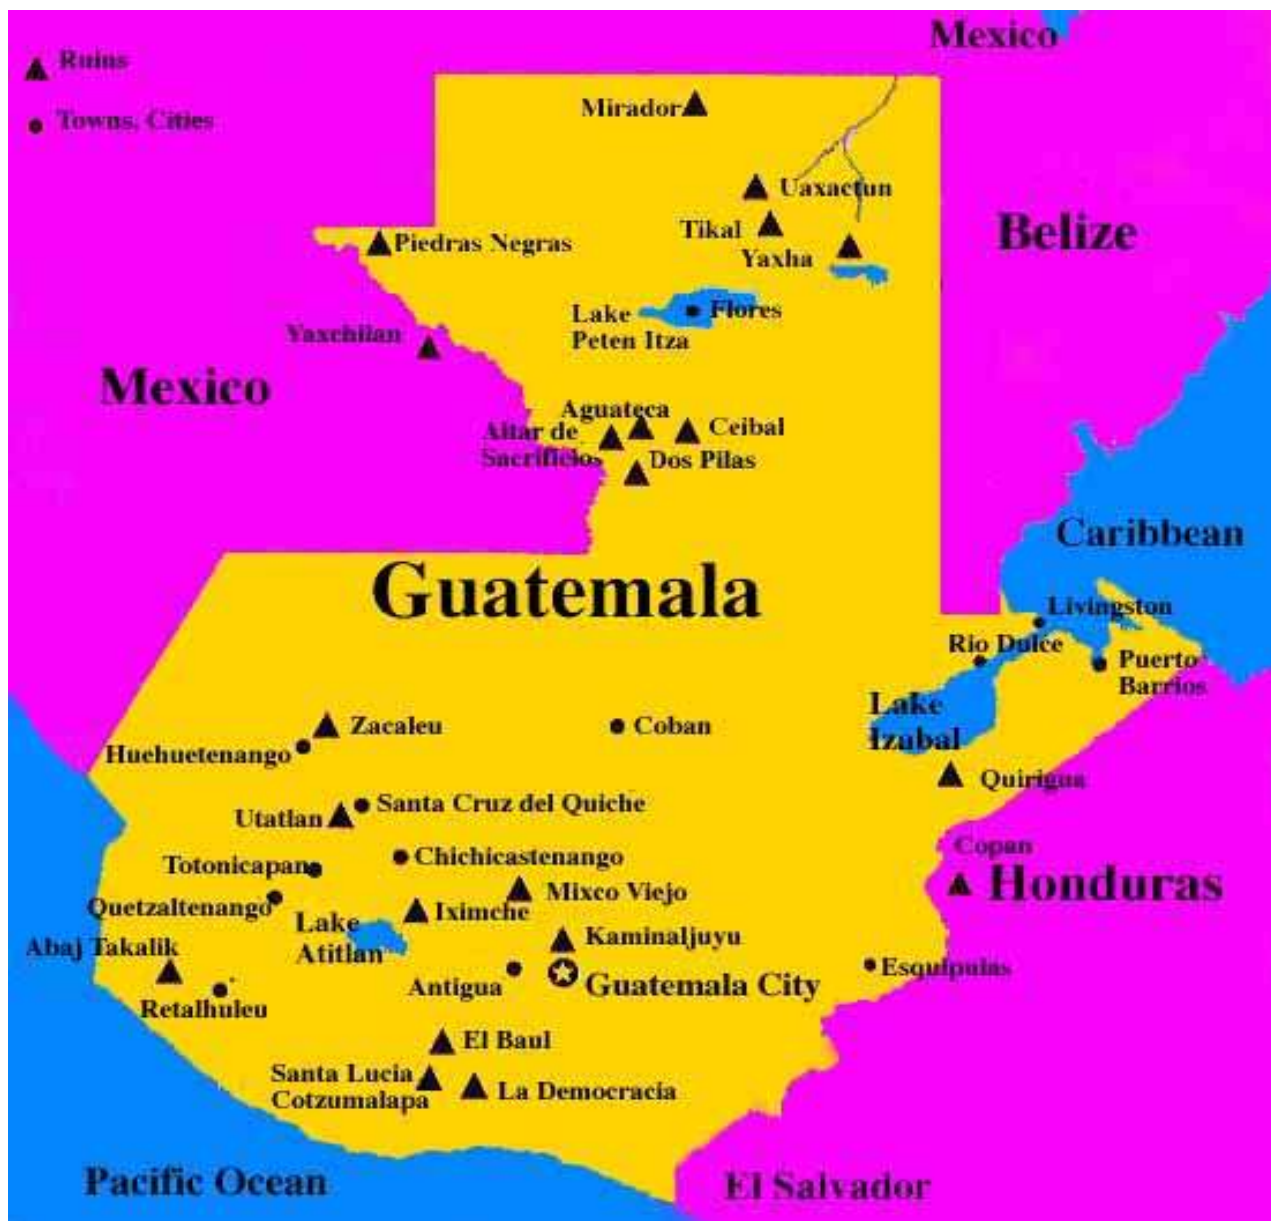 Mexico
Ruins
Towns, Cities
Mirador
Uaxactun
Tikal
Yaxha
Belize
Piedras Negras
Lake
Peten Itza
Flores
Yaxchilan
Mexico
Aguateca
Altar de
Sacrificios
Ceibal
Dos Pilas
Caribbean
Guatemala
Livingston
Rio Dulce
Puerto
Barrios
Lake
Izabal
Zacaleu
Coban
Huehuetenango
Quirigua
Santa Cruz del Quiche
Utatlan
Copan
Totonicapan
Chichicastenango
Honduras
Mixco Viejo
Quetzaltenango
Iximche
Lake
Atitlan
Kaminaljuyu
Abaj Takalik
Esquipulas
Antigua
Guatemala City
Retalhuleu
El Baul
Santa Lucia
Cotzumalapa
La Democracia
Pacific Ocean
El Salvador